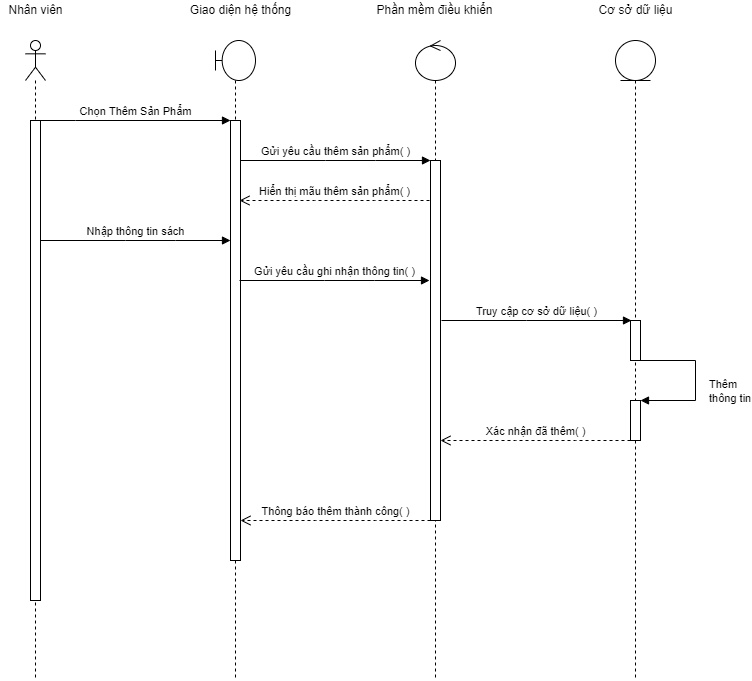 Nhân viên
Giao diện hệ thống
Phần mềm điều khiển
Cơ sở dữ liệu
Chọn Thêm Sản Phẩm
Gửi yêu cầu thêm sản phẩm( )
Hiển thị mẫu thêm sản phẩm( )
Nhập thông tin sách
Gửi yêu cầu ghi nhận thông tin( )
Truy cập cơ sở dữ liệu( )
Thêm
thông tin
Xác nhận đã thêm( )
Thông báo thêm thành công( )